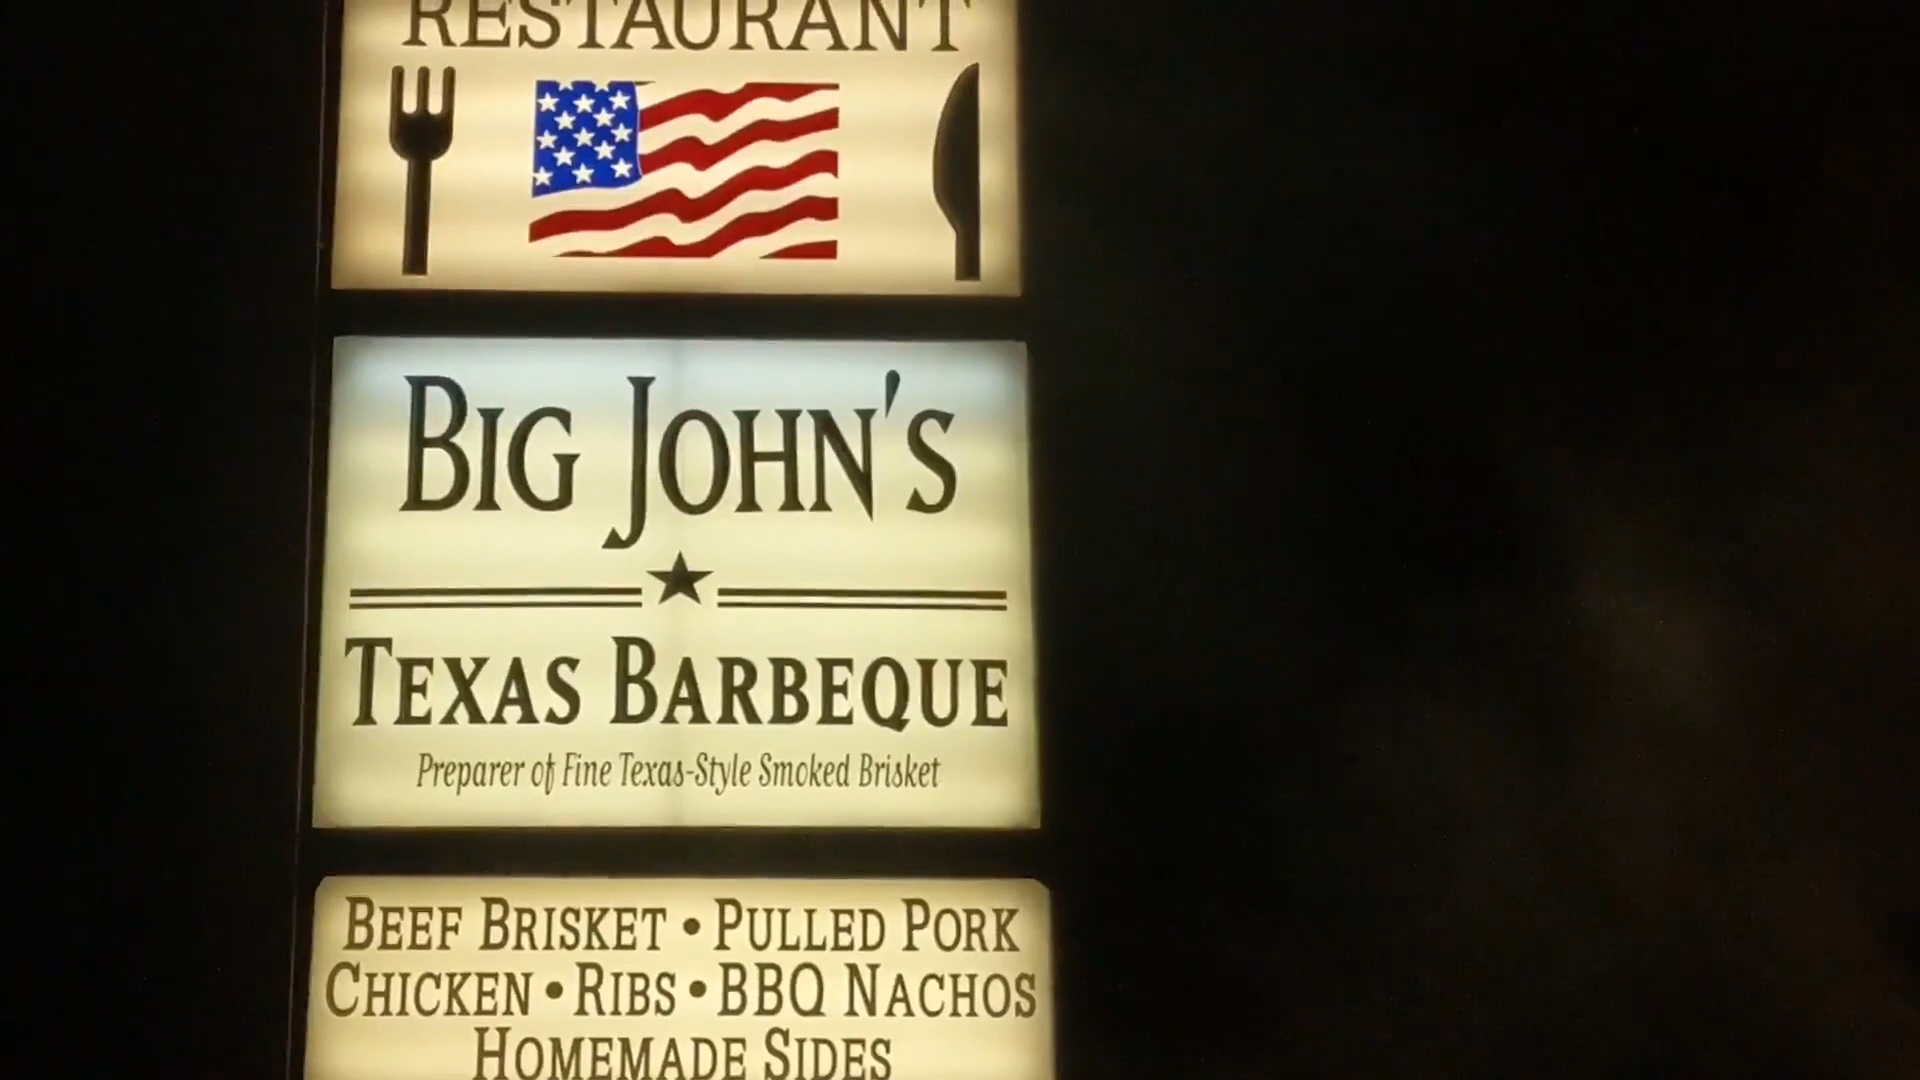 RESTAURANT
BIG JOHN'S
TEXAS BARBEQUE
Preparer of Fine Texas-Style Smoked Brisket
BEEF BRISKET • PULLED PORK
CHICKEN • RIBS • BBQ NACHOS
HOMEMADE SIDES